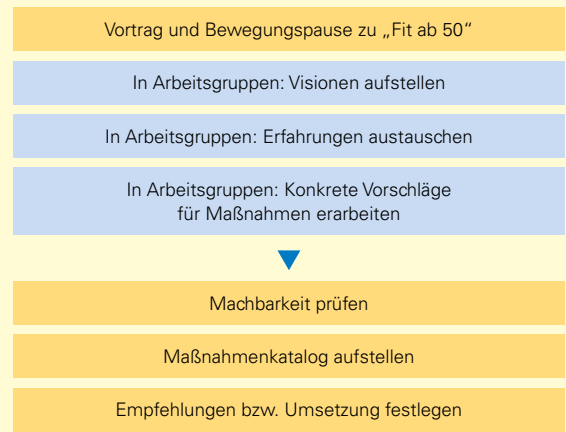 Vortrag und Bewegungspause zu „Fit ab 50“
In Arbeitsgruppen: Visionen aufstellen
In Arbeitsgruppen: Erfahrungen austauschen
In Arbeitsgruppen: Konkrete Vorschläge
für Maßnahmen erarbeiten
Machbarkeit prüfen
Maßnahmenkatalog aufstellen
Empfehlungen bzw. Umsetzung festlegen